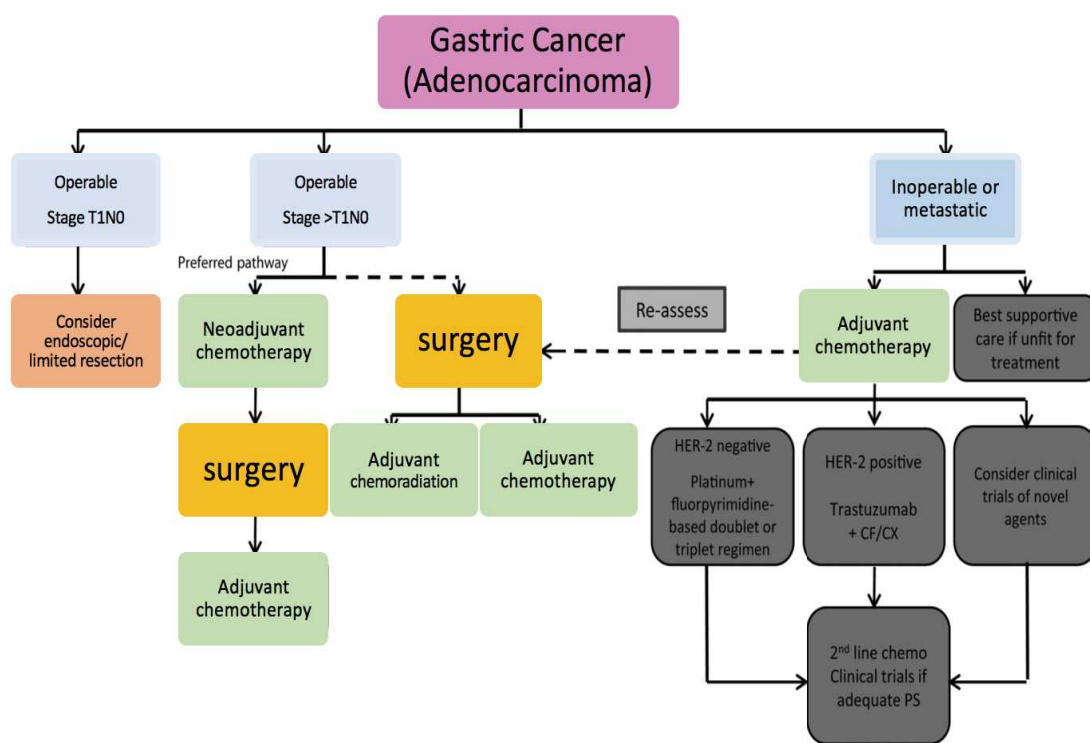 Gastric Cancer
(Adenocarcinoma)
Operable
Stage T1N0
Operable
Stage >T1N0
Inoperable or
metastatic
Preferred pathway
Consider
endoscopic/
limited resection
Neoadjuvant
chemotherapy
surgery
Re-assess
Adjuvant
chemotherapy
Best supportive
care if unfit for
treatment
surgery
Adjuvant
chemoradiation
Adjuvant
chemotherapy
HER-2 negative
Platinum+
fluorpyrimidine-
based doublet or
triplet regimen
HER-2 positive
Trastuzumab
+ CF/CX
Consider clinical
trials of novel
agents
Adjuvant
chemotherapy
2nd line chemo
Clinical trials if
adequate PS